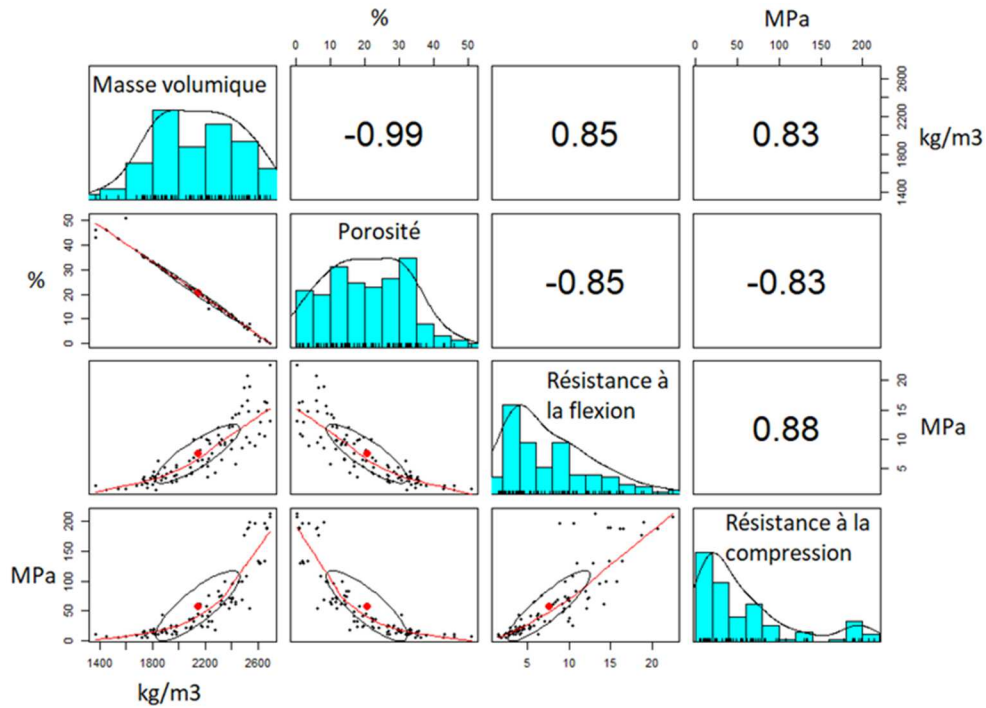 % MPa
0 10 20 30 40 50 0 50 100 150 200
Masse volumique
-0.99 0.85 0.83
1400 1800 2200 2600
kg/m3
%
0 10 20 30 40 50
Porosité
-0.85 -0.83
Résistance à
la flexion
0.88
5 10 15 20
MPa
MPa
0 50 100 150 200
Résistance à la
compression
1400 1800 2200 2600 5 10 15 20
kg/m3